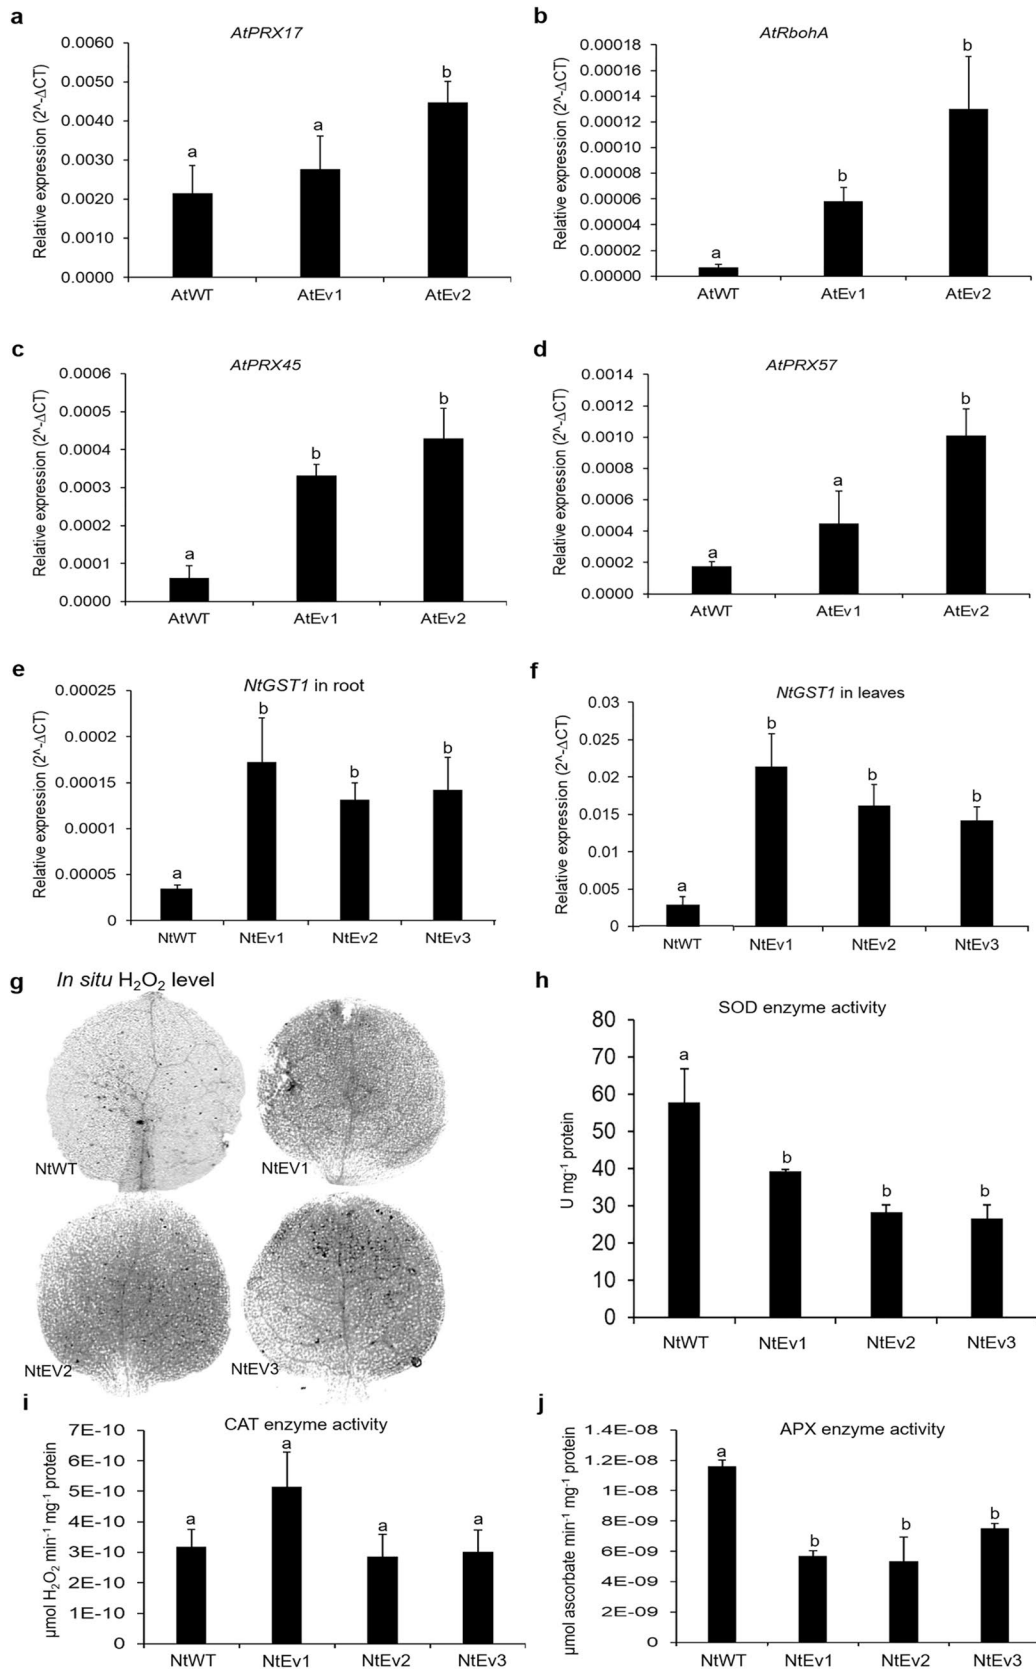 a
AtPRX17
Relative expression (2^-ΔCT)
0.0060
0.0050
0.0040
0.0030
0.0020
0.0010
0.0000
a
a
b
AtWT AtEv1 AtEv2
b
AtRbohA
Relative expression (2^-ΔCT)
0.00018
0.00016
0.00014
0.00012
0.00010
0.00008
0.00006
0.00004
0.00002
0.00000
a
b
b
AtWT AtEv1 AtEv2
c
AtPRX45
Relative expression (2^-ΔCT)
0.0006
0.0005
0.0004
0.0003
0.0002
0.0001
0.0000
a
b
b
AtWT AtEv1 AtEv2
d
AtPRX57
Relative expression (2^-ΔCT)
0.0014
0.0012
0.0010
0.0008
0.0006
0.0004
0.0002
0.0000
a
a
b
AtWT AtEv1 AtEv2
e
NtGST1 in root
Relative expression (2^-ΔCT)
0.00025
0.0002
0.00015
0.0001
0.00005
0
a
b
b
b
NtWT NtEv1 NtEv2 NtEv3
f
NtGST1 in leaves
Relative expression (2^-ΔCT)
0.03
0.025
0.02
0.015
0.01
0.005
0
a
b
b
b
NtWT NtEv1 NtEv2 NtEv3
g
In situ H₂O₂ level
NtWT
NtEV1
NtEV2
NtEV3
h
SOD enzyme activity
U mg⁻¹ protein
80
70
60
50
40
30
20
10
0
a
b
b
b
NtWT NtEv1 NtEv2 NtEv3
i
CAT enzyme activity
µmol H₂O₂ min⁻¹ mg⁻¹ protein
7E-10
6E-10
5E-10
4E-10
3E-10
2E-10
1E-10
0
a
a
a
a
NtWT NtEv1 NtEv2 NtEv3
j
APX enzyme activity
µmol ascorbate min⁻¹ mg⁻¹ protein
1.4E-08
1.2E-08
1E-08
8E-09
6E-09
4E-09
2E-09
0
a
b
b
b
NtWT NtEv1 NtEv2 NtEv3